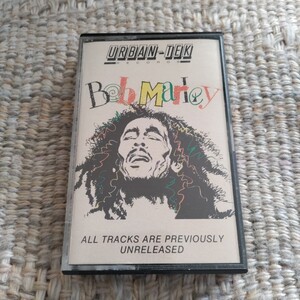 URBAN-TEK
Bob Marley
ALL TRACKS ARE PREVIOUSLY
UNRELEASED